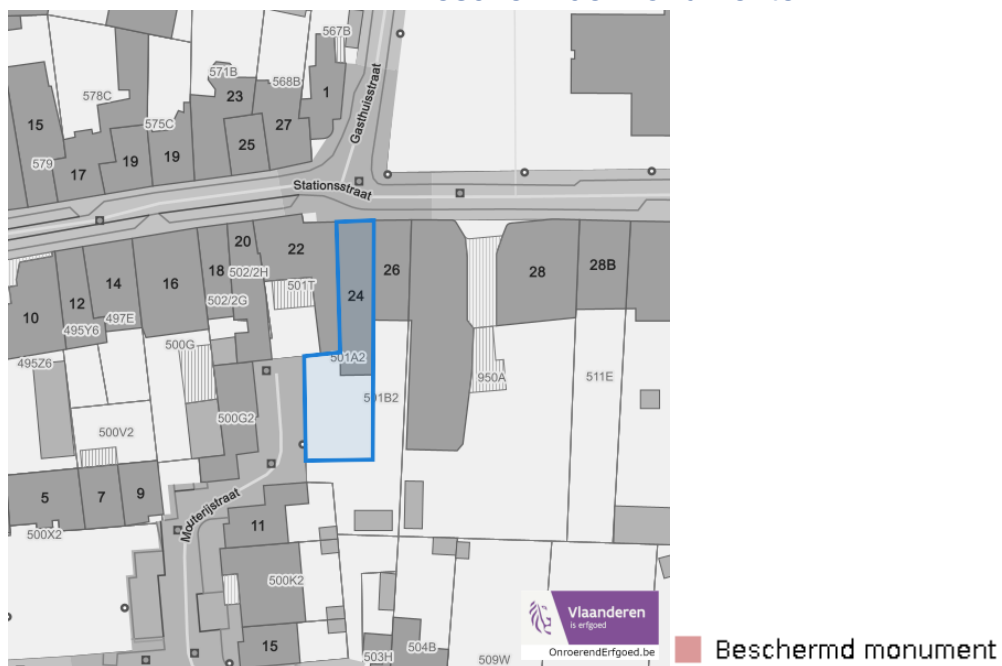 567B
571B
568B
578C
23
1
Gasthuisstraat
15
575C
27
25
19
19
579
17
Stationsstraat
20
22
26
18
502/2H
28
28B
14
16
501T
24
12
502/2G
10
497E
495Y6
500G
495Z6
501A2
950A
511E
501B2
500G2
500V2
5
7
9
Mouterijstraat
11
500X2
500K2
Vlaanderen
is erfgoed
OnroerendErfgoed.be
15
503H
504B
509W
Beschermd monument